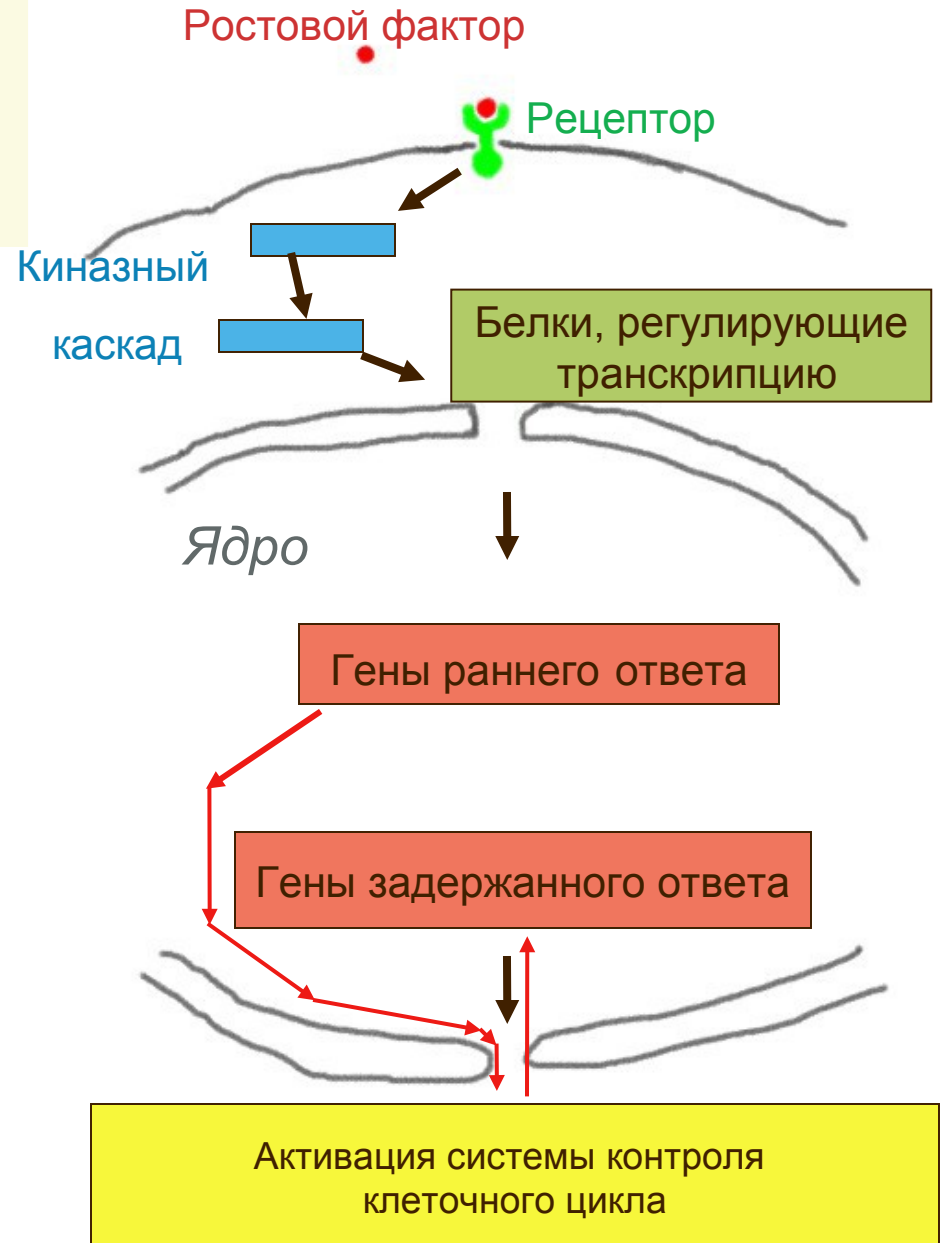 Ростовой фактор
Рецептор
Киназный
каскад
Белки, регулирующие
транскрипцию
Ядро
Гены раннего ответа
Гены задержанного ответа
Активация системы контроля
клеточного цикла